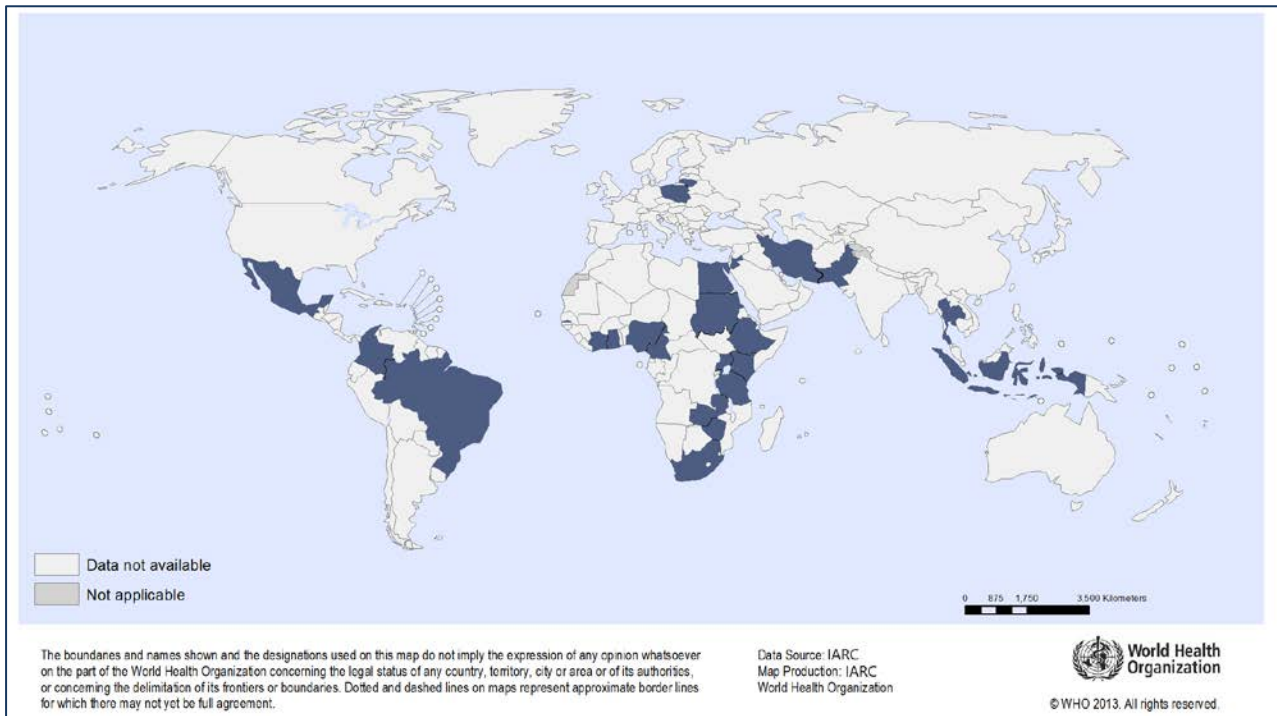 Data not available
Not applicable
0 875 1,750 3,500 Kilometers
The boundaries and names shown and the designations used on this map do not imply the expression of any opinion whatsoever
on the part of the World Health Organization concerning the legal status of any country, territory, city or area or of its authorities,
or concerning the delimitation of its frontiers or boundaries. Dotted and dashed lines on maps represent approximate border lines
for which there may not yet be full agreement.
Data Source: IARC
Map Production: IARC
World Health Organization
World Health
Organization
© WHO 2013. All rights reserved.